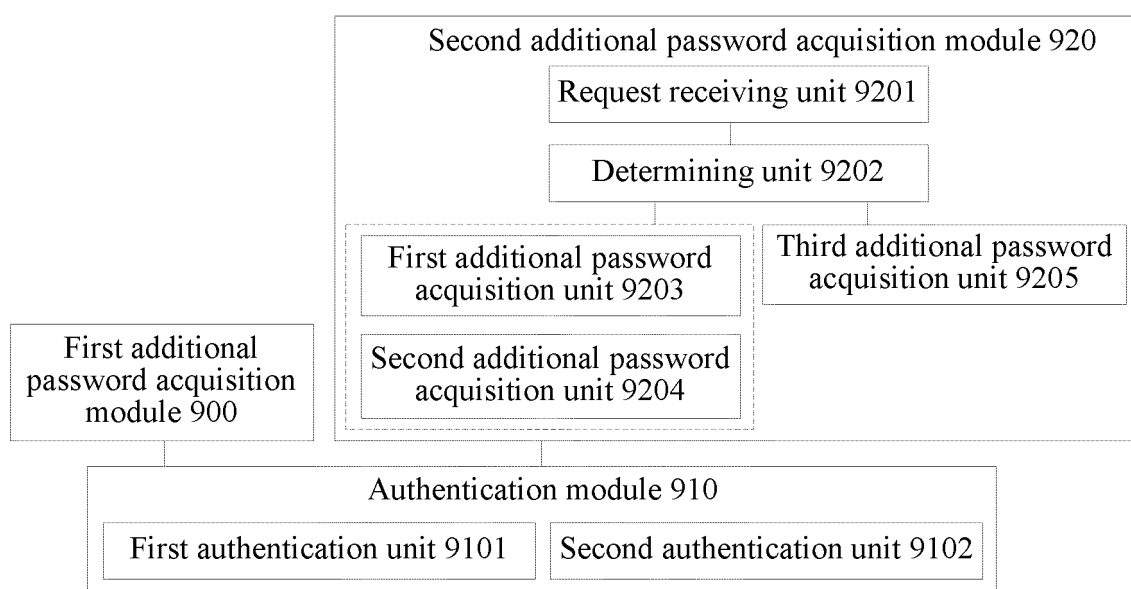 Second additional password acquisition module 920
Request receiving unit 9201
Determining unit 9202
First additional password
acquisition unit 9203
Third additional password
acquisition unit 9205
Second additional password
acquisition unit 9204
First additional
password acquisition
module 900
Authentication module 910
First authentication unit 9101
Second authentication unit 9102